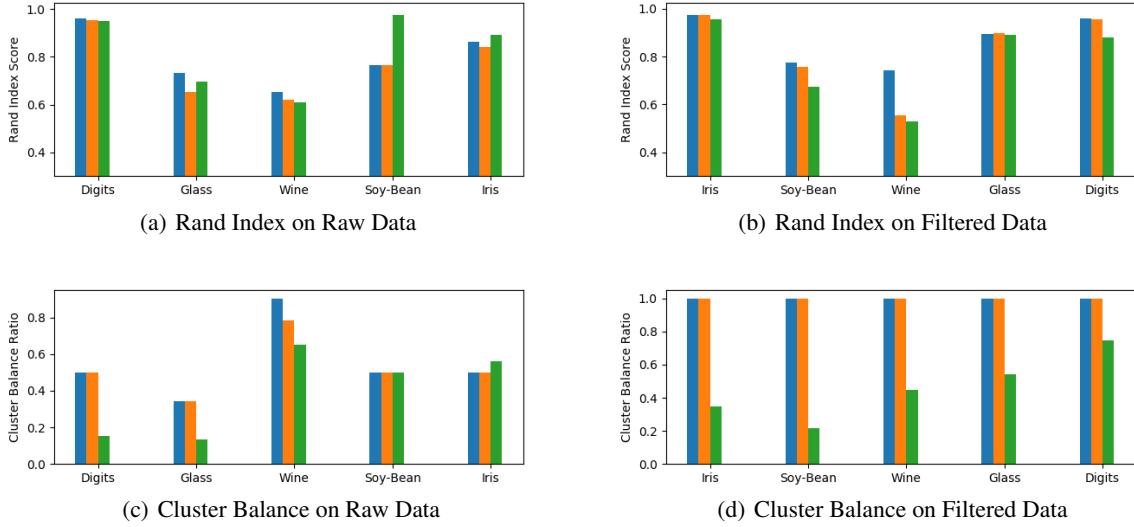 1.0
0.8
0.6
0.4
Rand Index Score
Digits Glass Wine Soy-Bean Iris
(a) Rand Index on Raw Data
1.0
0.8
0.6
0.4
Rand Index Score
Iris Soy-Bean Wine Glass Digits
(b) Rand Index on Filtered Data
0.8
0.6
0.4
0.2
0.0
Cluster Balance Ratio
Digits Glass Wine Soy-Bean Iris
(c) Cluster Balance on Raw Data
1.0
0.8
0.6
0.4
0.2
0.0
Cluster Balance Ratio
Iris Soy-Bean Wine Glass Digits
(d) Cluster Balance on Filtered Data